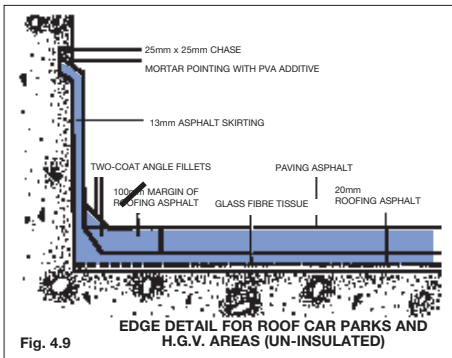 25mm x 25mm CHASE
MORTAR POINTING WITH PVA ADDITIVE
13mm ASPHALT SKIRTING
TWO-COAT ANGLE FILLETS
PAVING ASPHALT
100mm MARGIN OF
ROOFING ASPHALT
GLASS FIBRE TISSUE
20mm
ROOFING ASPHALT
EDGE DETAIL FOR ROOF CAR PARKS AND
H.G.V. AREAS (UN-INSULATED)
Fig. 4.9